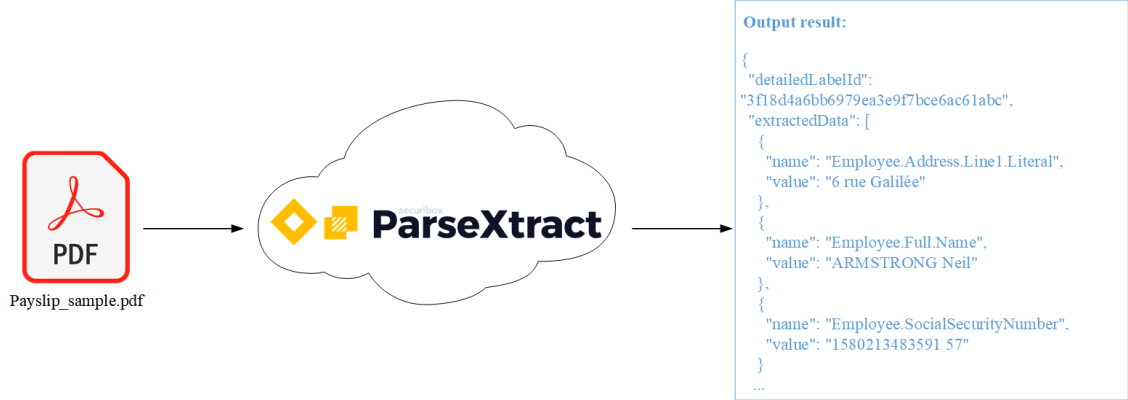 PDF
Payslip_sample.pdf
securibox
ParseXtract
Output result:
{
"detailedLabelId":
"3f18d4a6bb6979ea3e9f7bce6ac61abc",
"extractedData": [
{
"name": "Employee.Address.Line1.Literal",
"value": "6 rue Galilée"
},
{
"name": "Employee.Full.Name",
"value": "ARMSTRONG Neil"
},
{
"name": "Employee.SocialSecurityNumber",
"value": "1580213483591 57"
}
...